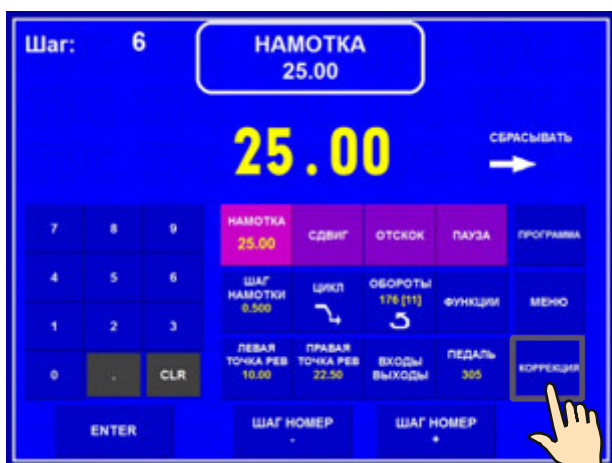 Шаг: 6
НАМОТКА
25.00
25.00
СБРАСЫВАТЬ
7 8 9
НАМОТКА
25.00
СДВИГ
ОТСКОК
ПАУЗА
ПРОГРАММА
4 5 6
ШАГ
НАМОТКИ
0.500
ЦИКЛ
ОБОРОТЫ
176 [11]
ФУНКЦИИ
МЕНЮ
1 2 3
0 . CLR
ЛЕВАЯ
ТОЧКА РЕВ
10.00
ПРАВАЯ
ТОЧКА РЕВ
22.50
ВХОДЫ
ВЫХОДЫ
ПЕДАЛЬ
305
КОРРЕКЦИЯ
ENTER
ШАГ НОМЕР
-
ШАГ НОМЕР
+